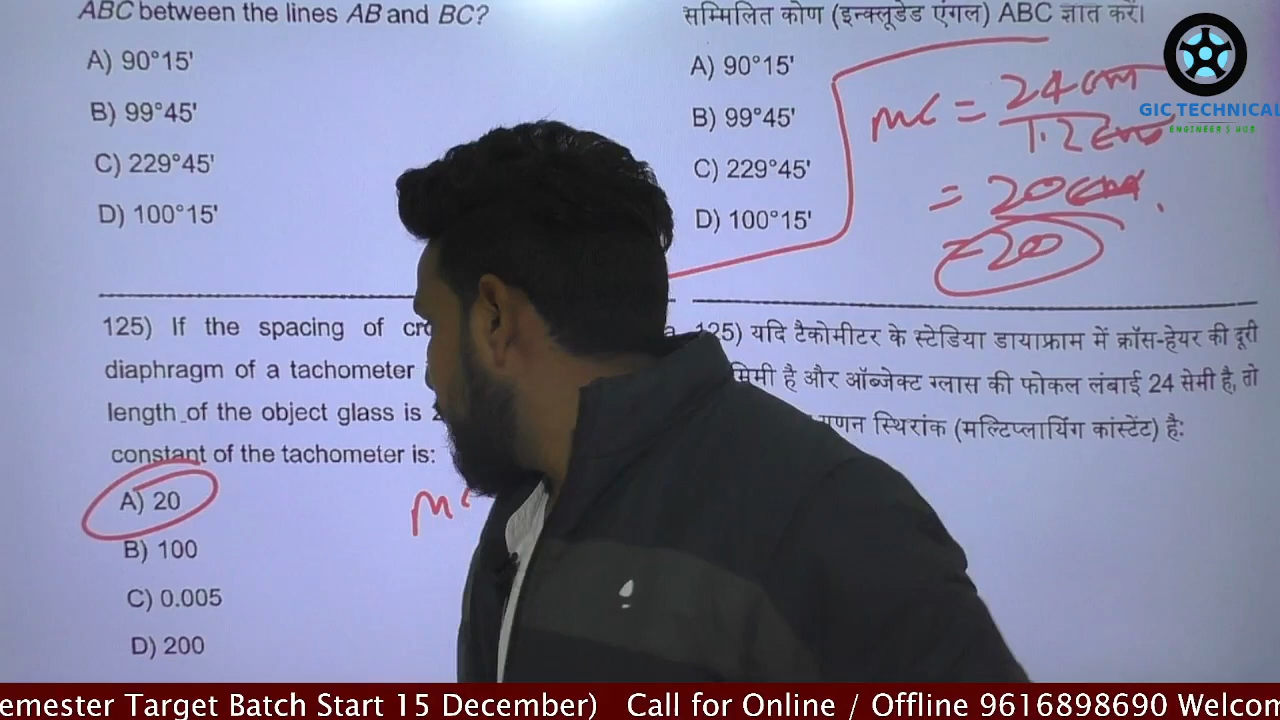 ABC between the lines AB and BC?
A) 90°15'
B) 99°45'
C) 229°45'
D) 100°15'
सम्मिलित कोण (इन्क्लूडेड एंगल) ABC ज्ञात करें।
A) 90°15'
B) 99°45'
C) 229°45'
D) 100°15'
GIC TECHNICAL
ENGINEER'S HUB
MC = 24 cm
1.2 cm
= 20 cm.
= 20
125) If the spacing of
diaphragm of a tachometer
length of the object glass is
constant of the tachometer is:
A) 20
B) 100
C) 0.005
D) 200
MC
125) यदि टैकोमीटर के स्टेडिया डायाफ्राम में क्रॉस-हेयर की दूरी
मिमी है और ऑब्जेक्ट ग्लास की फोकल लंबाई 24 सेमी है, तो
स्थिरांक (मल्टिप्लायिंग कांस्टेंट) है:
emester Target Batch Start 15 December) Call for Online / Offline 9616898690 Welcon